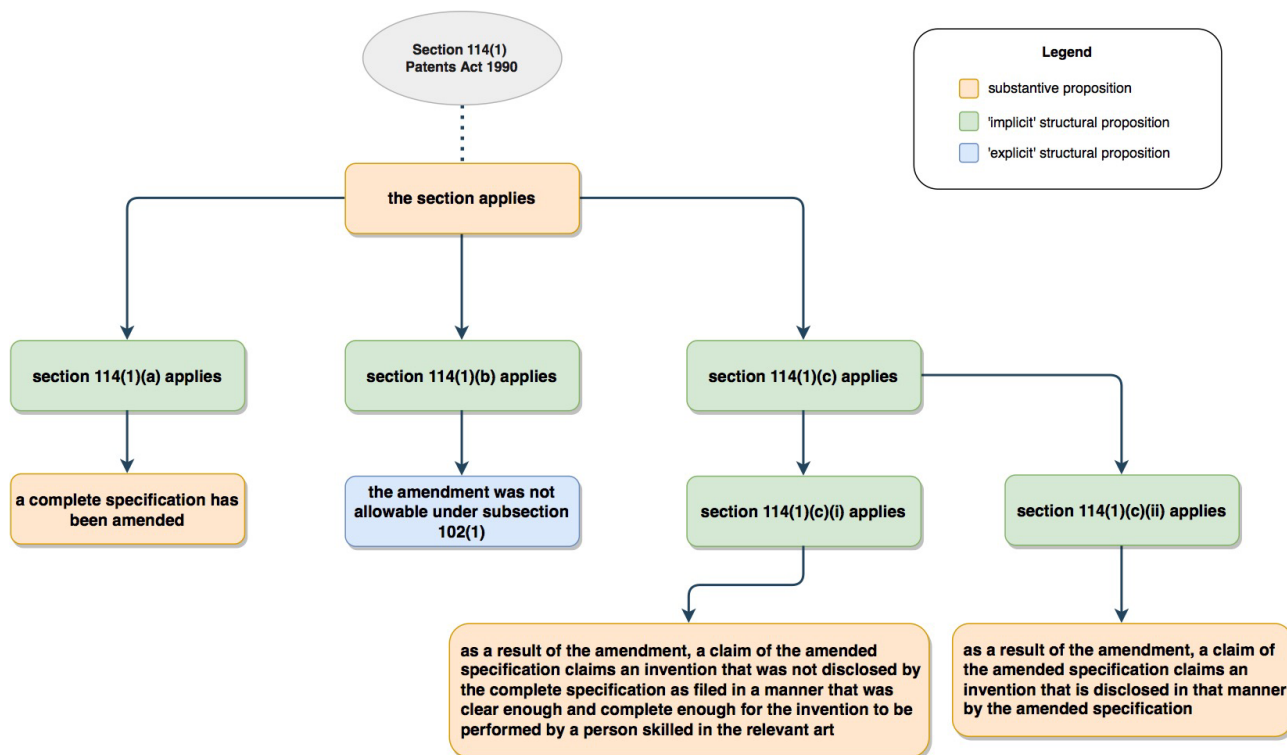 Section 114(1)
Patents Act 1990
Legend
substantive proposition
'implicit' structural proposition
'explicit' structural proposition
the section applies
section 114(1)(a) applies
section 114(1)(b) applies
section 114(1)(c) applies
a complete specification has
been amended
the amendment was not
allowable under subsection
102(1)
section 114(1)(c)(i) applies
section 114(1)(c)(ii) applies
as a result of the amendment, a claim of the amended
specification claims an invention that was not disclosed by
the complete specification as filed in a manner that was
clear enough and complete enough for the invention to be
performed by a person skilled in the relevant art
as a result of the amendment, a claim of
the amended specification claims an
invention that is disclosed in that manner
by the amended specification